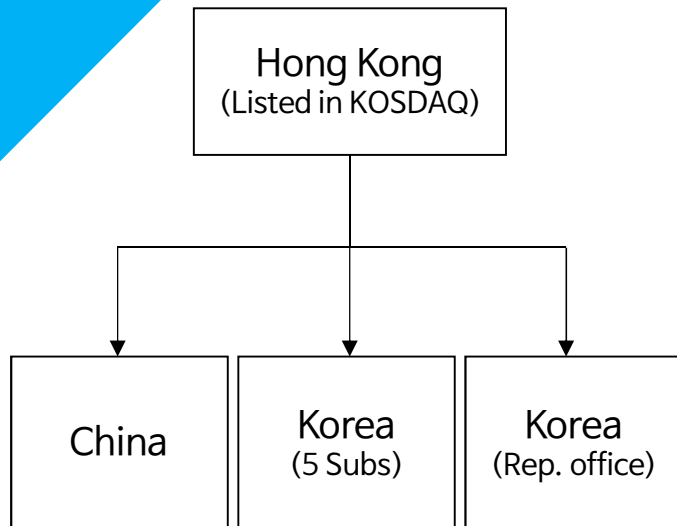 Hong Kong
(Listed in KOSDAQ)
China
Korea
(5 Subs)
Korea
(Rep. office)